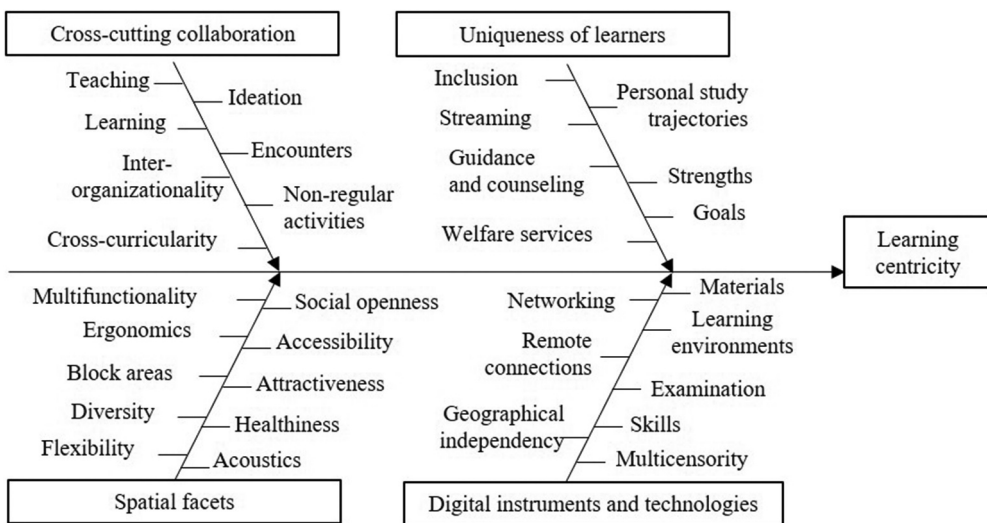 Cross-cutting collaboration
Teaching
Ideation
Learning
Encounters
Inter-
organizationality
Non-regular
activities
Cross-curricularity
Uniqueness of learners
Inclusion
Personal study
trajectories
Streaming
Guidance
and counseling
Strengths
Goals
Welfare services
Learning
centricity
Multifunctionality
Social openness
Ergonomics
Accessibility
Block areas
Attractiveness
Diversity
Healthiness
Flexibility
Acoustics
Spatial facets
Materials
Networking
Learning
environments
Remote
connections
Examination
Geographical
independency
Skills
Multicensority
Digital instruments and technologies